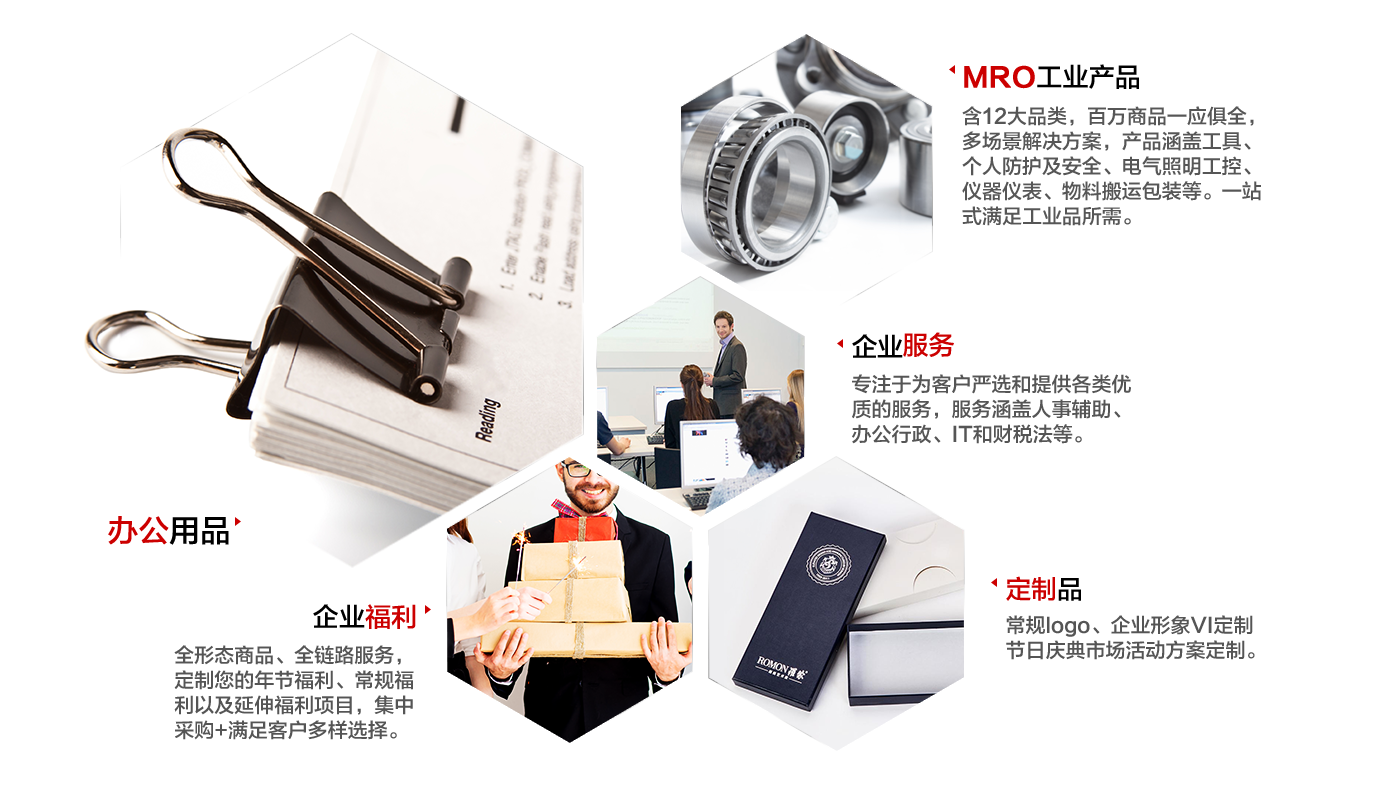 MRO工业产品
含12大品类，百万商品一应俱全，
多场景解决方案，产品涵盖工具、
个人防护及安全、电气照明工控、
仪器仪表、物料搬运包装等。一站
式满足工业品所需。
企业服务
专注于为客户严选和提供各类优
质的服务，服务涵盖人事辅助、
办公行政、IT和财税法等。
Reading
办公用品
企业福利
全形态商品、全链路服务，
定制您的年节福利、常规福
利以及延伸福利项目，集中
采购+满足客户多样选择。
定制品
常规logo、企业形象VI定制
节日庆典市场活动方案定制。
ROMON